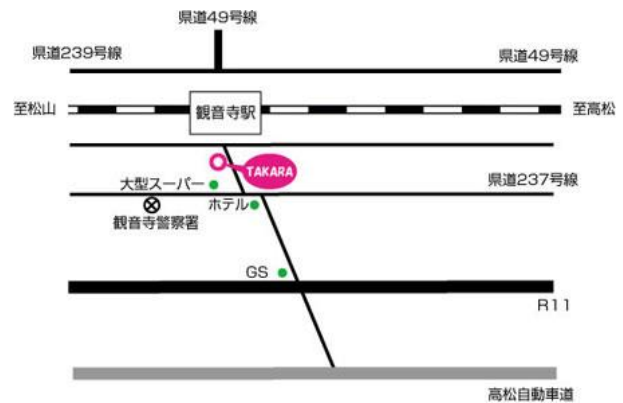 県道49号線
県道239号線
県道49号線
至松山
観音寺駅
至高松
TAKARA
大型スーパー
県道237号線
ホテル
観音寺警察署
GS
R11
高松自動車道